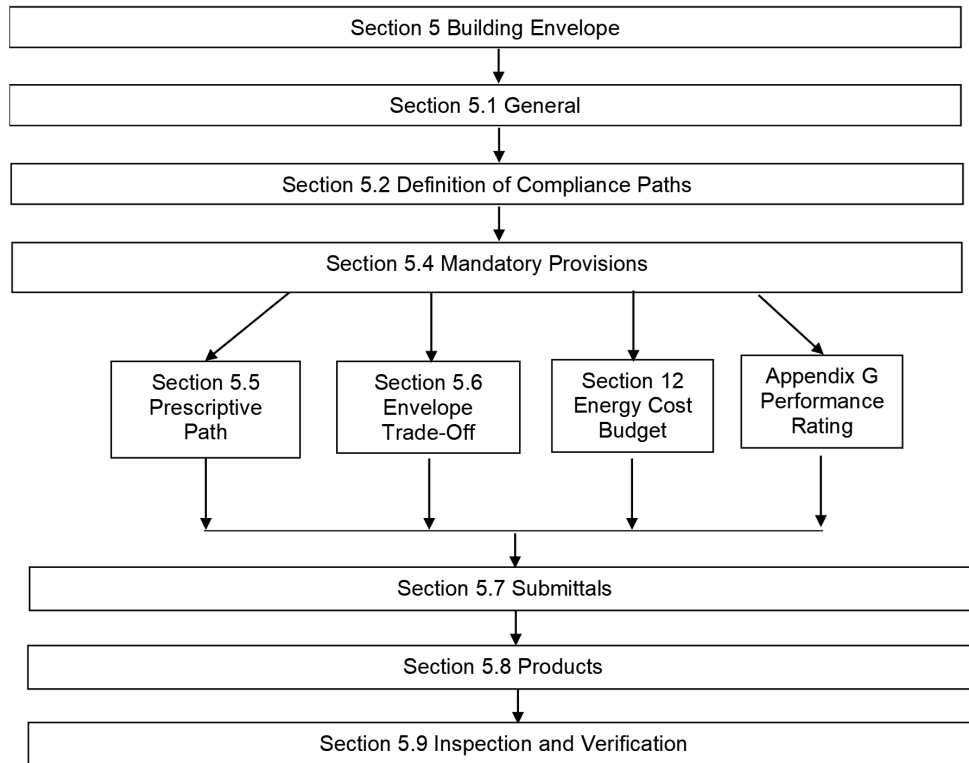 Section 5 Building Envelope
Section 5.1 General
Section 5.2 Definition of Compliance Paths
Section 5.4 Mandatory Provisions
Section 5.5
Prescriptive
Path
Section 5.6
Envelope
Trade-Off
Section 12
Energy Cost
Budget
Appendix G
Performance
Rating
Section 5.7 Submittals
Section 5.8 Products
Section 5.9 Inspection and Verification